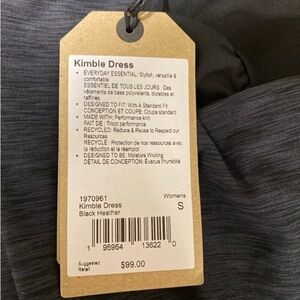 Kimble Dress
• EVERYDAY ESSENTIAL: Stylish, versatile &
comfortable
ESSENTIEL DE TOUS LES JOURS : Des
vêtements de base polyvalents, durables et
raffinés
• DESIGNED TO FIT: With A Standard Fit
CONCEPTION ET COUPE: Coupe standard
• MADE WITH: Performance knit
FAIT DE : Tricot performance
• RECYCLED: Reduce & Reuse to Respect our
Resources
RECYCLÉ : Protection de nos ressources avec
la réduction et le réemploi
• DESIGNED TO BE: Moisture Wicking
DÉTAIL DE CONCEPTION: Évacue l'humidité
1970961
Womens
Kimble Dress
S
Black Heather
1 95964 13622 0
Suggested
Retail
$99.00